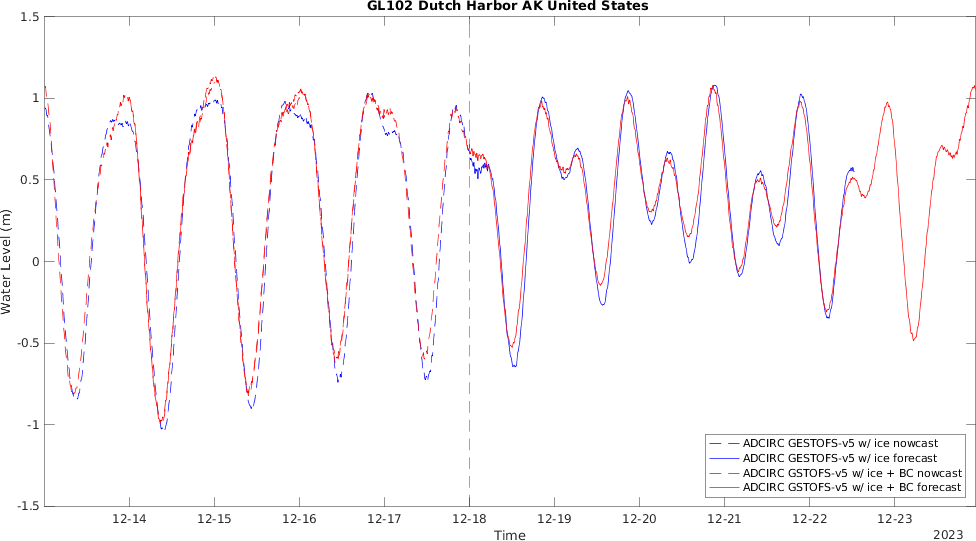 GL102 Dutch Harbor AK United States
1.5
1
0.5
0
-0.5
-1
-1.5
Water Level (m)
ADCIRC GESTOFS-v5 w/ ice nowcast
ADCIRC GESTOFS-v5 w/ ice forecast
ADCIRC GSTOFS-v5 w/ ice + BC nowcast
ADCIRC GSTOFS-v5 w/ ice + BC forecast
12-14 12-15 12-16 12-17 12-18 12-19 12-20 12-21 12-22 12-23
Time
2023